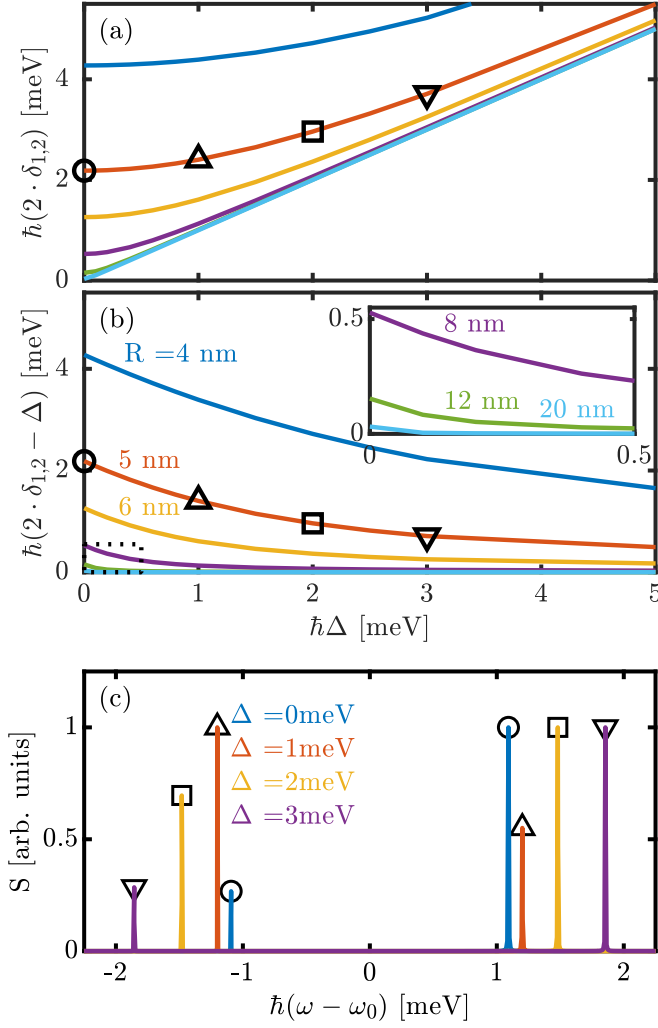 (a)
ℏ(2 · δ1,2) [meV]
4
2
0
(b)
ℏ(2 · δ1,2 − Δ) [meV]
4
2
0
R =4 nm
5 nm
6 nm
0.5
0
8 nm
12 nm
20 nm
0
0.5
0
1
2
3
4
5
ℏΔ [meV]
(c)
S [arb. units]
1
0.5
0
Δ =0meV
Δ =1meV
Δ =2meV
Δ =3meV
-2
-1
0
1
2
ℏ(ω − ω0) [meV]